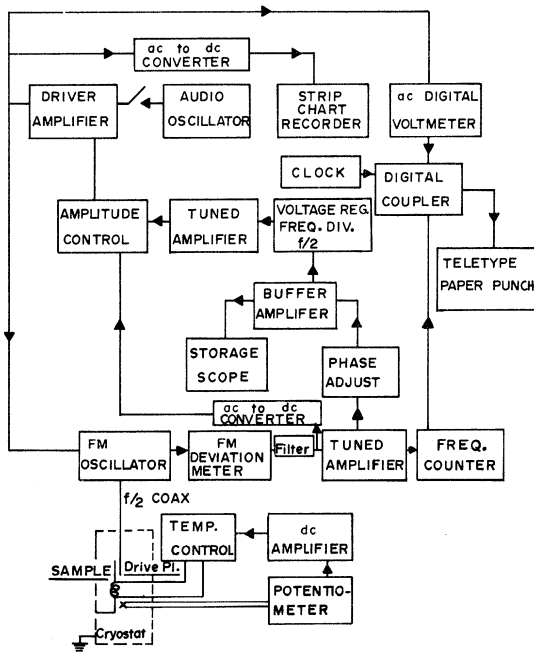 ac to dc
CONVERTER
DRIVER
AMPLIFIER
AUDIO
OSCILLATOR
STRIP
CHART
RECORDER
ac DIGITAL
VOLTMETER
CLOCK
DIGITAL
COUPLER
AMPLITUDE
CONTROL
TUNED
AMPLIFIER
VOLTAGE REG.
FREQ. DIV.
f/2
TELETYPE
PAPER PUNCH
BUFFER
AMPLIFER
STORAGE
SCOPE
PHASE
ADJUST
ac to dc
CONVERTER
FM
OSCILLATOR
FM
DEVIATION
METER
Filter
TUNED
AMPLIFIER
FREQ.
COUNTER
f/2 COAX
TEMP.
CONTROL
dc
AMPLIFIER
SAMPLE
Drive Pl.
POTENTIO-
METER
Cryostat